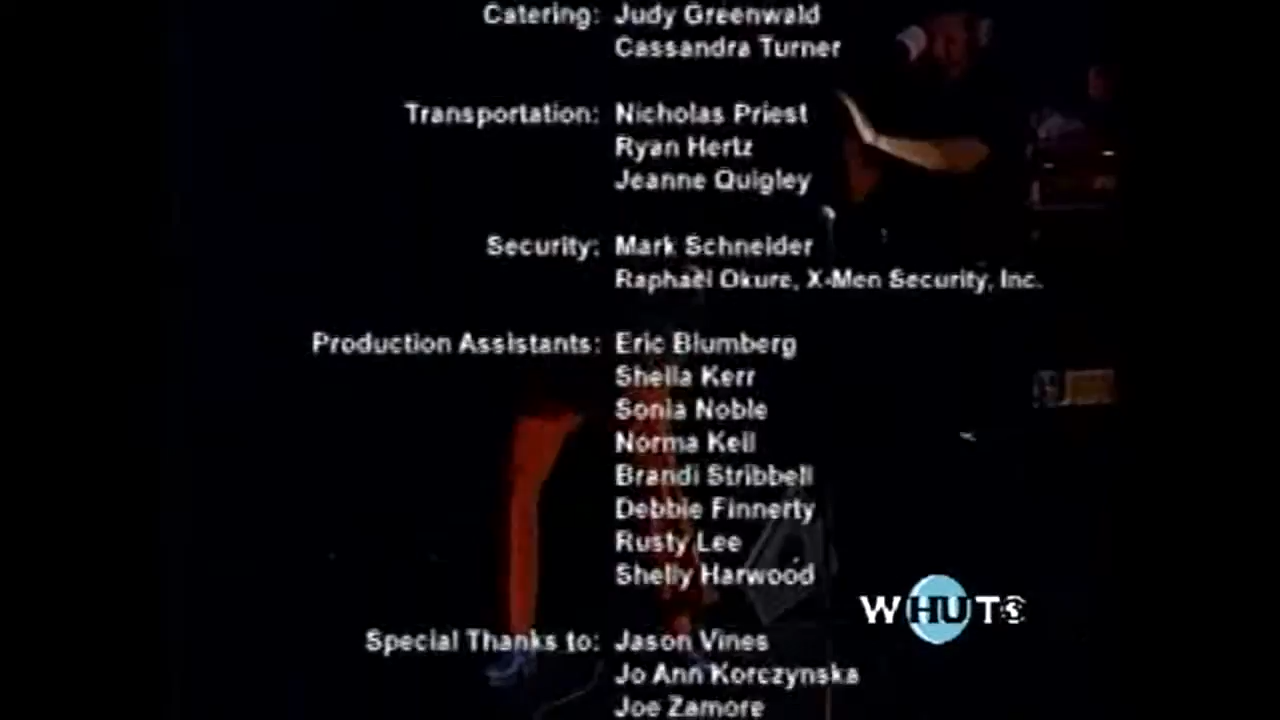 Catering: Judy Greenwald
Cassandra Turner
Transportation: Nicholas Priest
Ryan Hertz
Jeanne Quigley
Security: Mark Schneider
Raphael Okure, X-Men Security, Inc.
Production Assistants: Eric Blumberg
Sheila Kerr
Sonia Noble
Norma Kell
Brandi Stribbell
Debbie Finnerty
Rusty Lee
Shelly Harwood
WHUT
Special Thanks to: Jason Vines
Jo Ann Korczynska
Joe Zamore